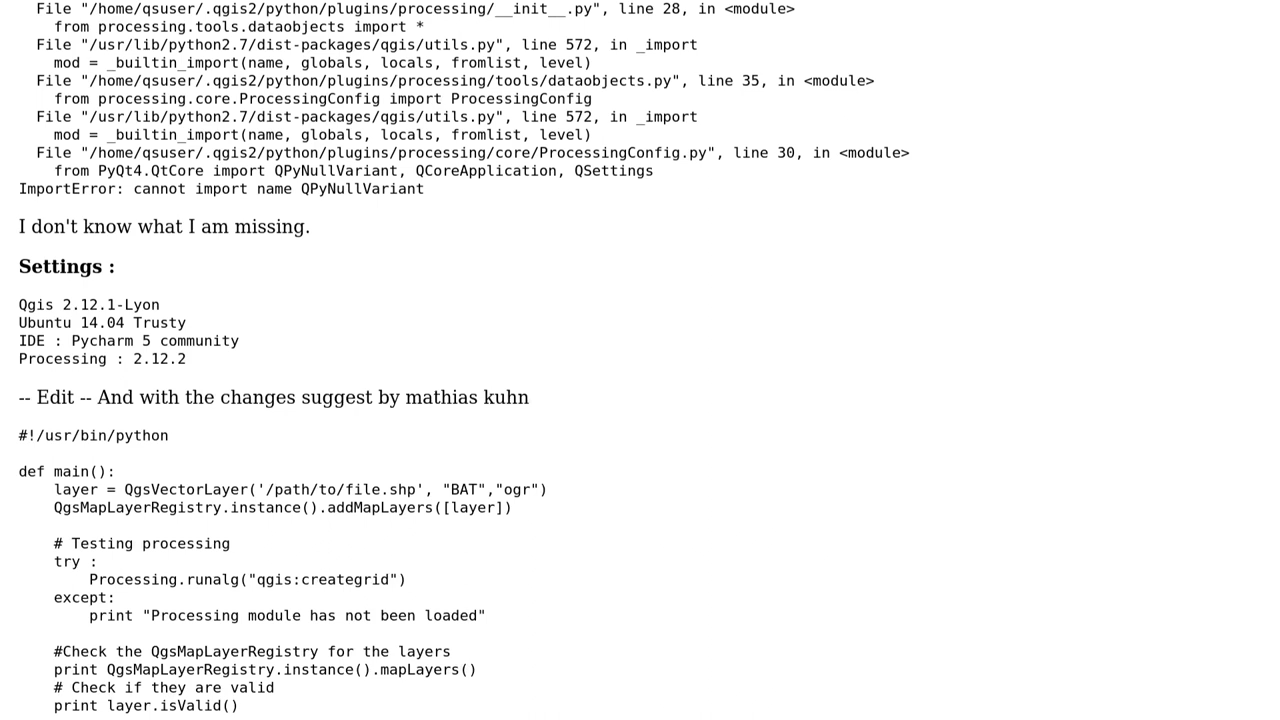 File "/home/qsuser/.qgis2/python/plugins/processing/__init__.py", line 28, in <module>
from processing.tools.dataobjects import *
File "/usr/lib/python2.7/dist-packages/qgis/utils.py", line 572, in _import
mod = _builtin_import(name, globals, locals, fromlist, level)
File "/home/qsuser/.qgis2/python/plugins/processing/tools/dataobjects.py", line 35, in <module>
from processing.core.ProcessingConfig import ProcessingConfig
File "/usr/lib/python2.7/dist-packages/qgis/utils.py", line 572, in _import
mod = _builtin_import(name, globals, locals, fromlist, level)
File "/home/qsuser/.qgis2/python/plugins/processing/core/ProcessingConfig.py", line 30, in <module>
from PyQt4.QtCore import QPyNullVariant, QCoreApplication, QSettings
ImportError: cannot import name QPyNullVariant
I don't know what I am missing.
Settings :
Qgis 2.12.1-Lyon
Ubuntu 14.04 Trusty
IDE : Pycharm 5 community
Processing : 2.12.2
-- Edit -- And with the changes suggest by mathias kuhn
#!/usr/bin/python
def main():
layer = QgsVectorLayer('/path/to/file.shp', "BAT","ogr")
QgsMapLayerRegistry.instance().addMapLayers([layer])
# Testing processing
try :
Processing.runalg("qgis:creategrid")
except:
print "Processing module has not been loaded"
#Check the QgsMapLayerRegistry for the layers
print QgsMapLayerRegistry.instance().mapLayers()
# Check if they are valid
print layer.isValid()